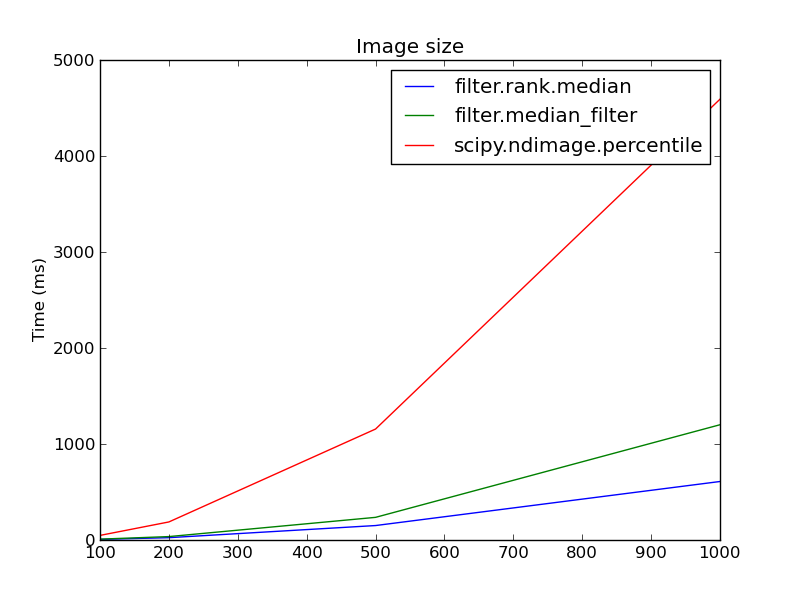 Image size
5000
filter.rank.median
filter.median_filter
scipy.ndimage.percentile
4000
3000
Time (ms)
2000
1000
0
100 200 300 400 500 600 700 800 900 1000